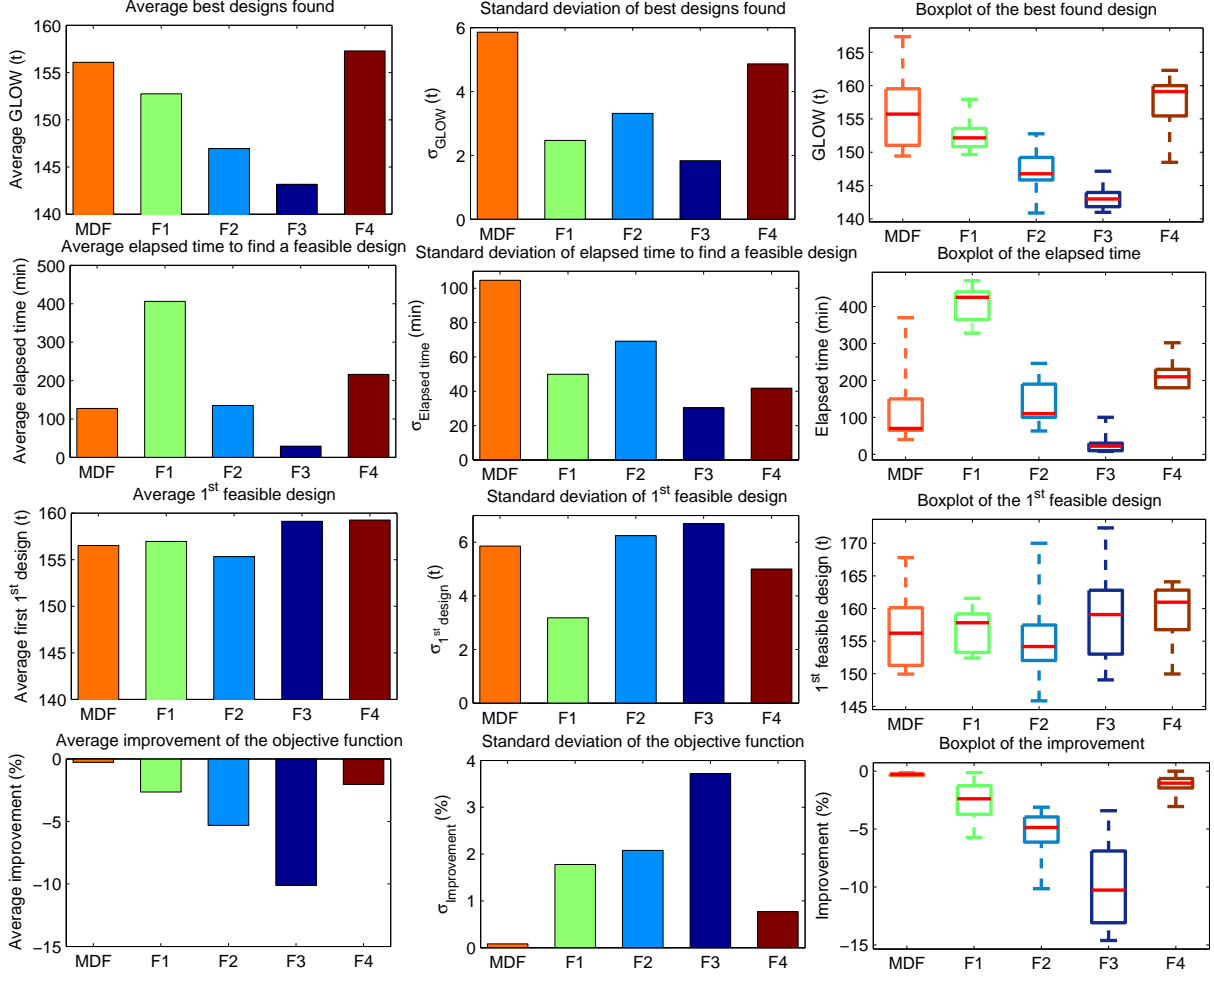 Average best designs found
Average GLOW (t)
160
155
150
145
140
MDF F1 F2 F3 F4
Standard deviation of best designs found
σGLOW (t)
6
4
2
0
MDF F1 F2 F3 F4
Boxplot of the best found design
GLOW (t)
165
160
155
150
145
140
MDF F1 F2 F3 F4
Average elapsed time to find a feasible design
Average elapsed time (min)
500
400
300
200
100
0
MDF F1 F2 F3 F4
Standard deviation of elapsed time to find a feasible design
σElapsed time (min)
100
80
60
40
20
0
MDF F1 F2 F3 F4
Boxplot of the elapsed time
Elapsed time (min)
400
300
200
100
0
MDF F1 F2 F3 F4
Average 1st feasible design
Average first 1st design (t)
160
155
150
145
140
MDF F1 F2 F3 F4
Standard deviation of 1st feasible design
σ1st design (t)
6
4
2
0
MDF F1 F2 F3 F4
Boxplot of the 1st feasible design
1st feasible design (t)
170
165
160
155
150
145
MDF F1 F2 F3 F4
Average improvement of the objective function
Average improvement (%)
0
−5
−10
−15
MDF F1 F2 F3 F4
Standard deviation of the objective function
σImprovement (%)
4
3
2
1
0
MDF F1 F2 F3 F4
Boxplot of the improvement
Improvement (%)
0
−5
−10
−15
MDF F1 F2 F3 F4